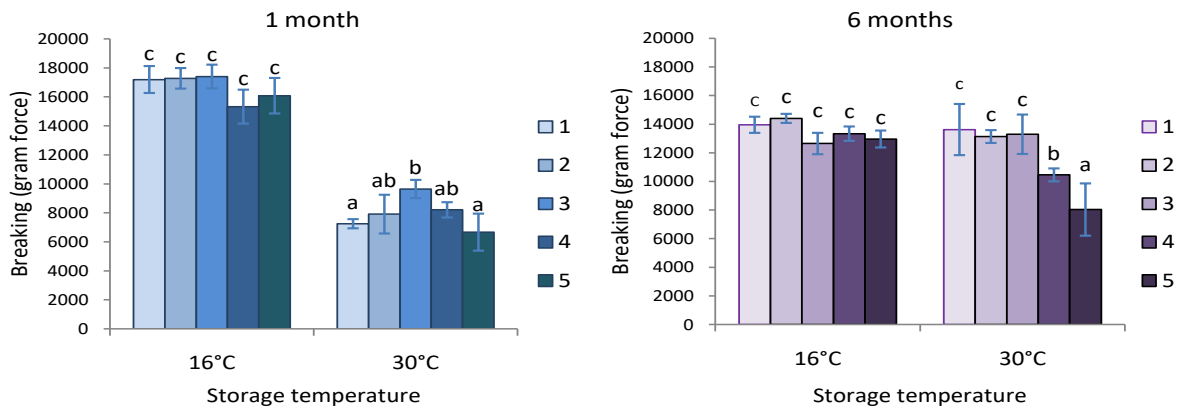 1 month
Breaking (gram force)
20000
18000
16000
14000
12000
10000
8000
6000
4000
2000
0
c c c c c
a ab b ab a
16°C 30°C
Storage temperature
1
2
3
4
5
6 months
Breaking (gram force)
20000
18000
16000
14000
12000
10000
8000
6000
4000
2000
0
c c c c c
c c c b a
16°C 30°C
Storage temperature
1
2
3
4
5